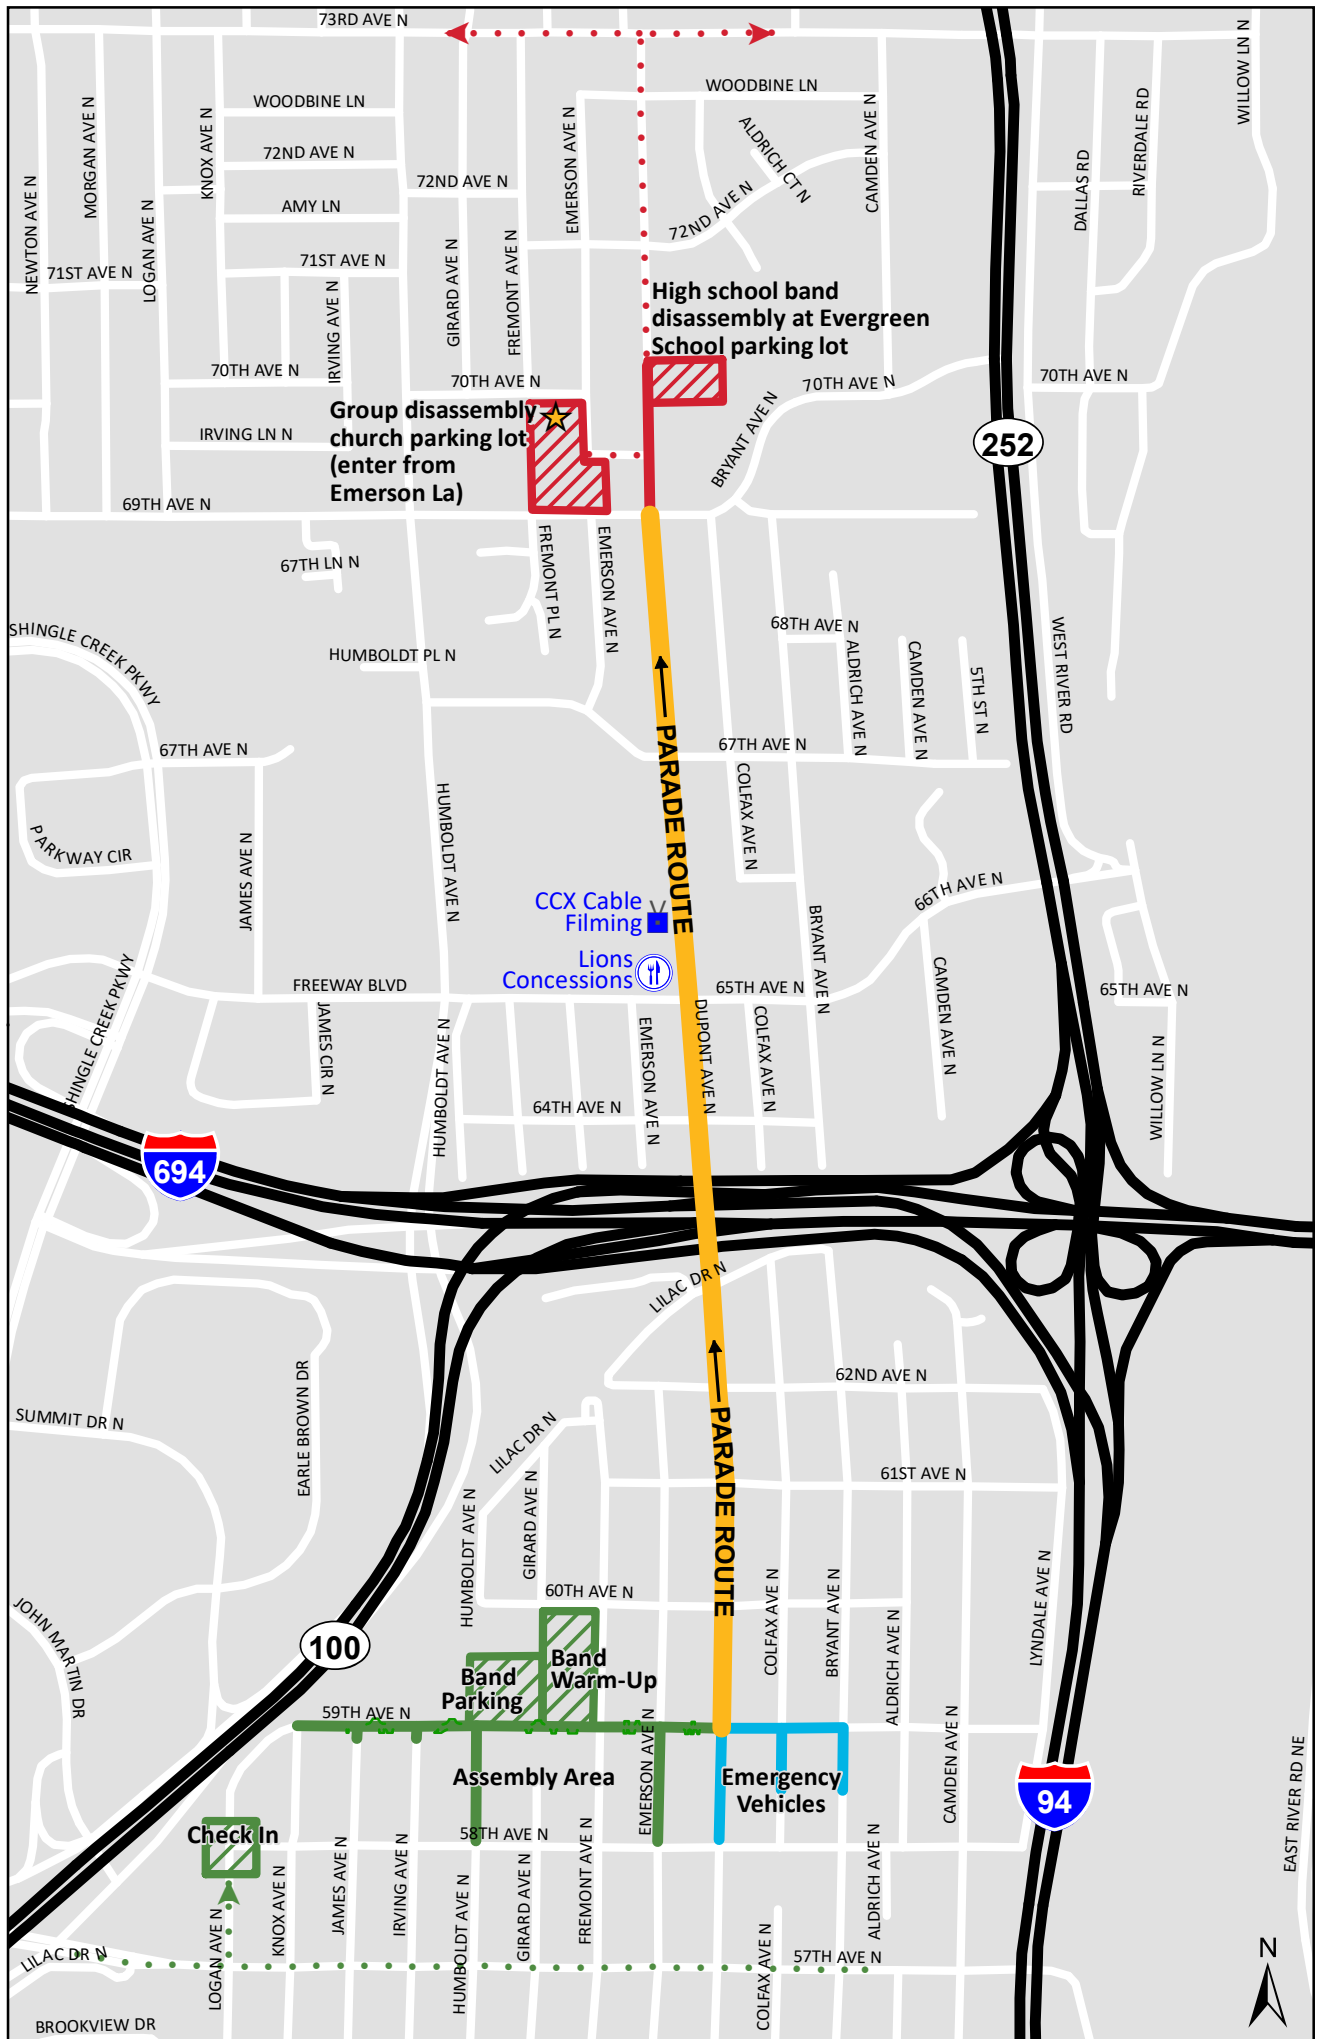 73RD AVE N
WOODBINE LN
WOODBINE LN
WILLOW LN N
RIVERDALE RD
MORGAN AVE N
KNOX AVE N
EMERSON AVE N
ALDRICH CT N
CAMDEN AVE N
DALLAS RD
72ND AVE N
72ND AVE N
72ND AVE N
AMY LN
NEWTON AVE N
LOGAN AVE N
71ST AVE N
71ST AVE N
GIRARD AVE N
FREMONT AVE N
IRVING AVE N
High school band
disassembly at Evergreen
School parking lot
70TH AVE N
70TH AVE N
70TH AVE N
70TH AVE N
BRYANT AVE N
Group disassembly
church parking lot
(enter from
Emerson La)
IRVING LN N
252
69TH AVE N
67TH LN N
FREMONT PL N
EMERSON AVE N
SHINGLE CREEK PKWY
HUMBOLDT PL N
68TH AVE N
ALDRICH AVE N
CAMDEN AVE N
5TH ST N
WEST RIVER RD
PARADE ROUTE
67TH AVE N
67TH AVE N
COLFAX AVE N
HUMBOLDT AVE N
JAMES AVE N
PARKWAY CIR
66TH AVE N
CCX Cable
Filming
BRYANT AVE N
Lions
Concessions
SHINGLE CREEK PKWY
FREEWAY BLVD
65TH AVE N
65TH AVE N
CAMDEN AVE N
JAMES CIR N
HUMBOLDT AVE N
EMERSON AVE N
DUPONT AVE N
COLFAX AVE N
WILLOW LN N
64TH AVE N
694
LILAC DR N
62ND AVE N
EARLE BROWN DR
SUMMIT DR N
LILAC DR N
PARADE ROUTE
61ST AVE N
HUMBOLDT AVE N
GIRARD AVE N
60TH AVE N
COLFAX AVE N
BRYANT AVE N
ALDRICH AVE N
LYNDALE AVE N
JOHN MARTIN DR
100
Band
Warm-Up
Band
Parking
59TH AVE N
EMERSON AVE N
CAMDEN AVE N
EAST RIVER RD NE
Assembly Area
Emergency
Vehicles
94
Check In
58TH AVE N
KNOX AVE N
JAMES AVE N
IRVING AVE N
HUMBOLDT AVE N
GIRARD AVE N
FREMONT AVE N
ALDRICH AVE N
LOGAN AVE N
COLFAX AVE N
LILAC DR N
57TH AVE N
BROOKVIEW DR
N